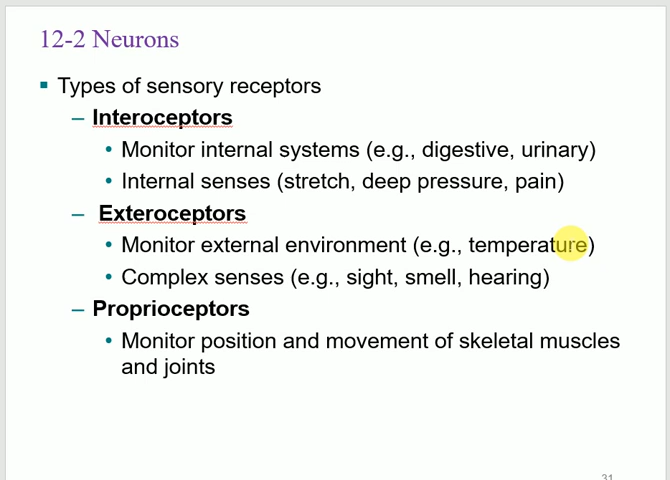 12-2 Neurons
▪ Types of sensory receptors
– Interoceptors
• Monitor internal systems (e.g., digestive, urinary)
• Internal senses (stretch, deep pressure, pain)
– Exteroceptors
• Monitor external environment (e.g., temperature)
• Complex senses (e.g., sight, smell, hearing)
– Proprioceptors
• Monitor position and movement of skeletal muscles
and joints
31